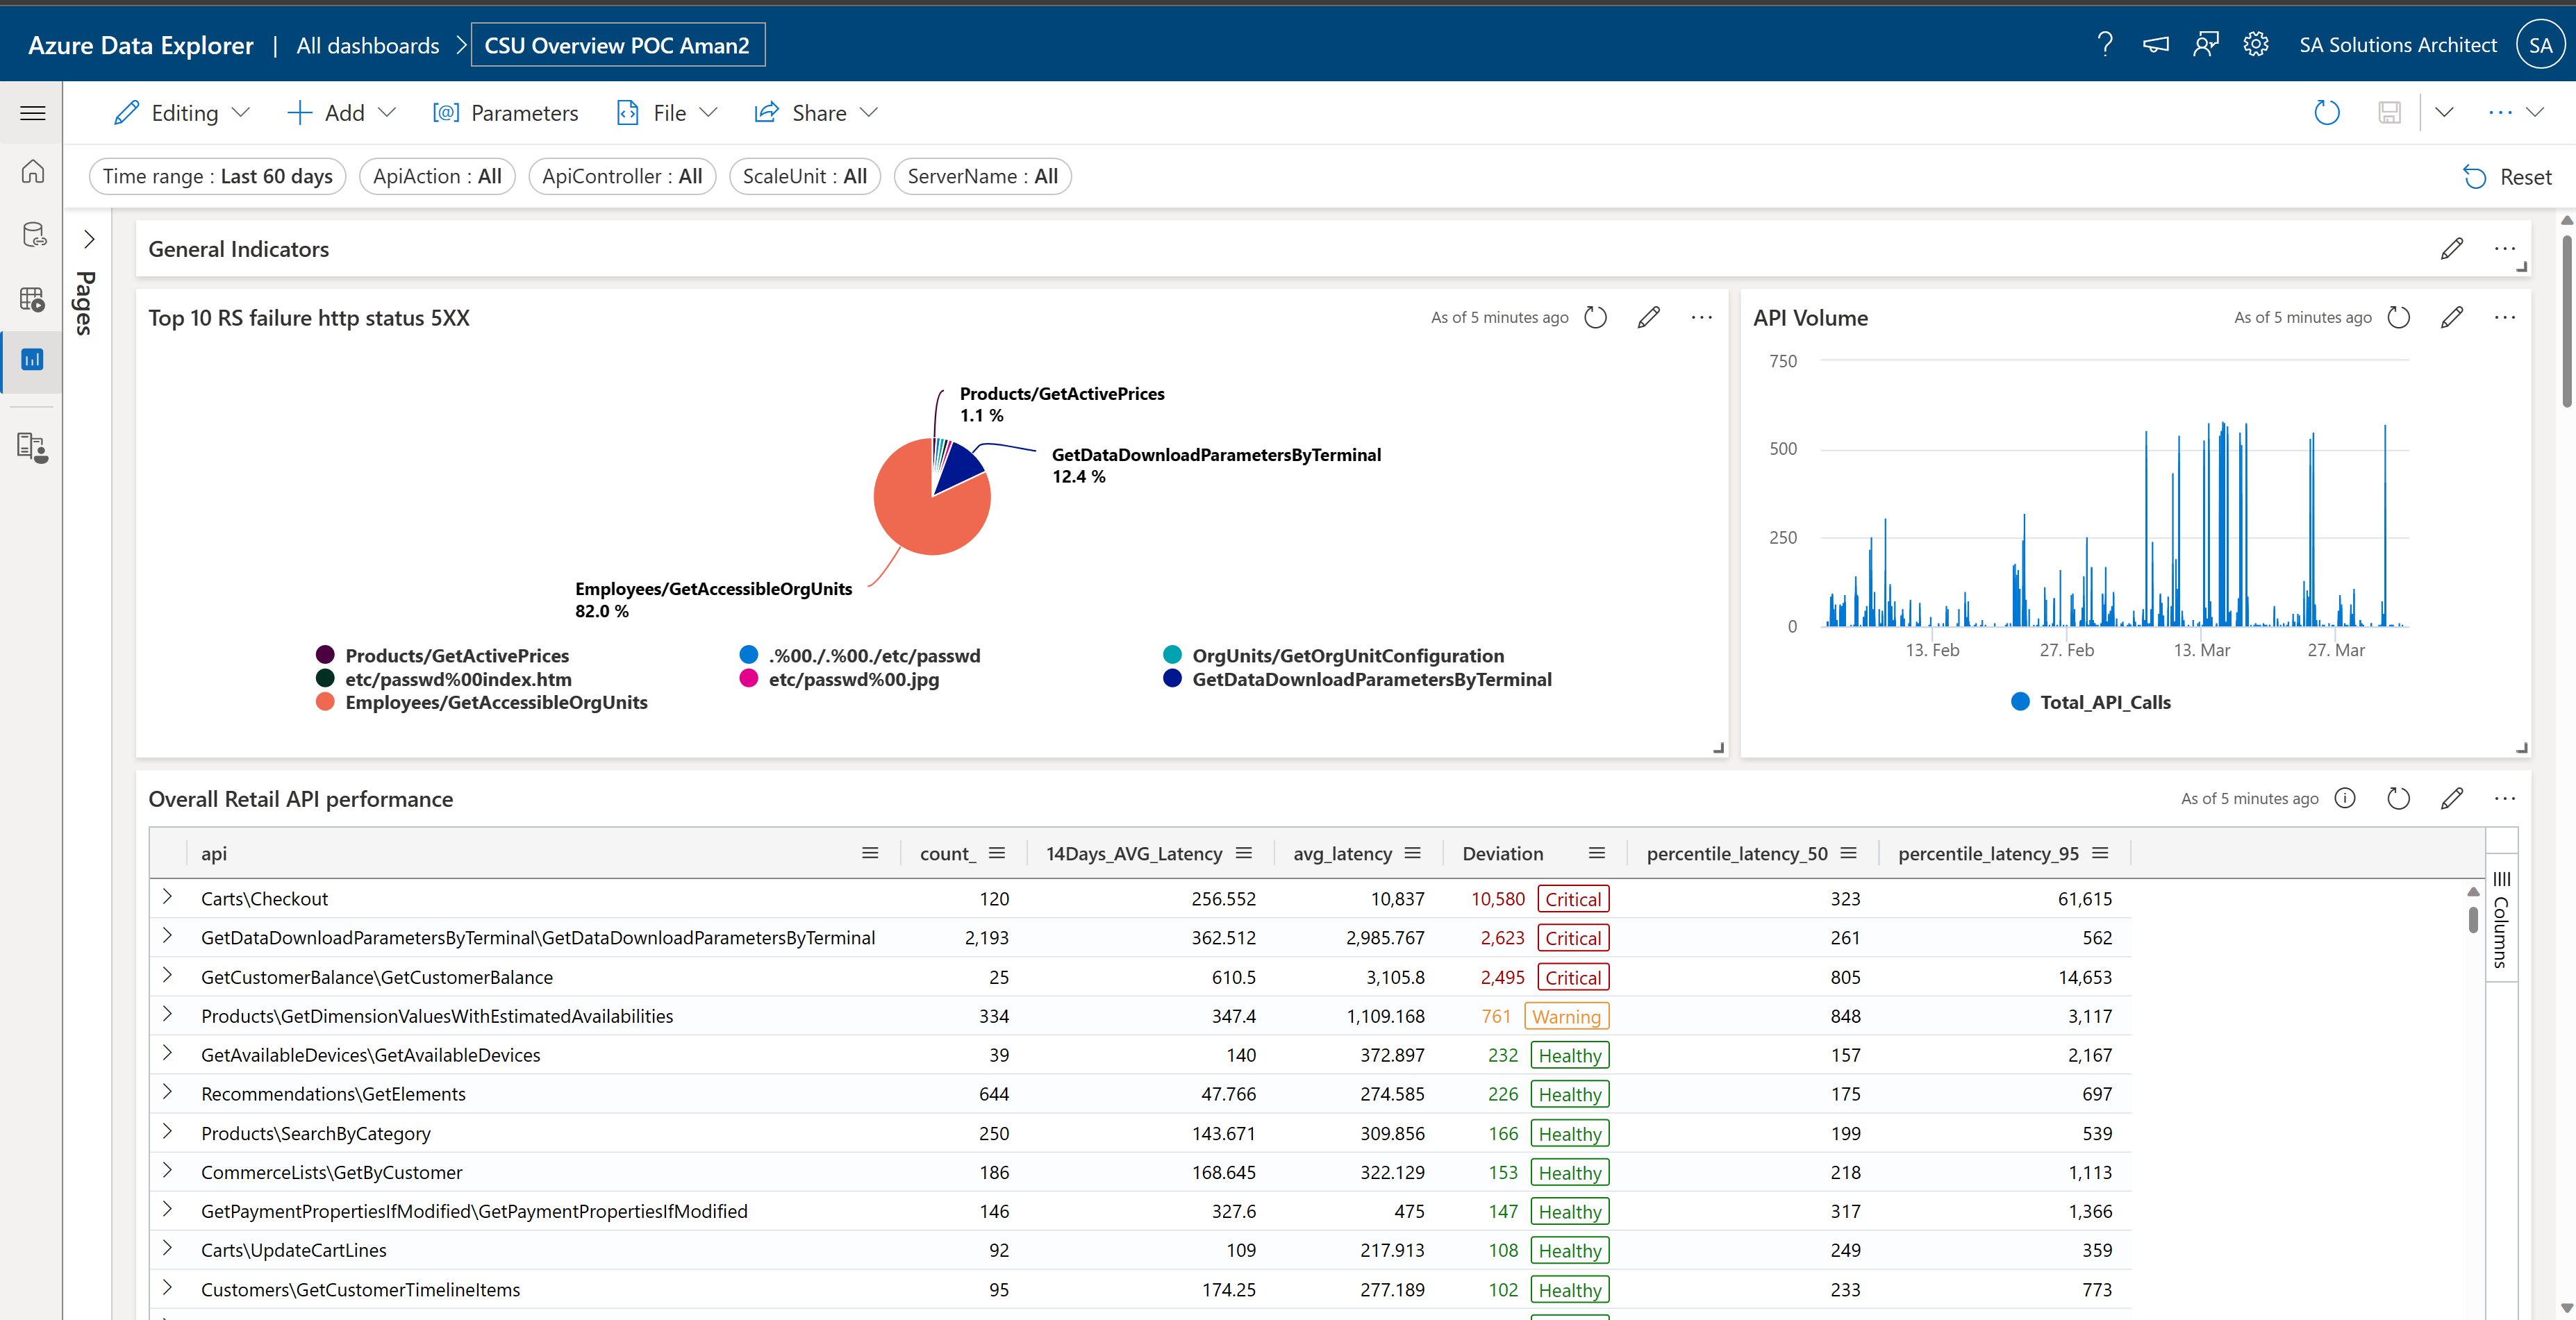 Azure Data Explorer | All dashboards > CSU Overview POC Aman2
SA Solutions Architect SA
Editing Add Parameters File Share
Time range : Last 60 days ApiAction : All ApiController : All ScaleUnit : All ServerName : All Reset
Pages
General Indicators
Top 10 RS failure http status 5XX As of 5 minutes ago
Products/GetActivePrices
1.1 %
GetDataDownloadParametersByTerminal
12.4 %
Employees/GetAccessibleOrgUnits
82.0 %
Products/GetActivePrices .%00./.%00./etc/passwd OrgUnits/GetOrgUnitConfiguration
etc/passwd%00index.htm etc/passwd%00.jpg GetDataDownloadParametersByTerminal
Employees/GetAccessibleOrgUnits
API Volume As of 5 minutes ago
750
500
250
0
13. Feb 27. Feb 13. Mar 27. Mar
Total_API_Calls
Overall Retail API performance As of 5 minutes ago
api count_ 14Days_AVG_Latency avg_latency Deviation percentile_latency_50 percentile_latency_95
Carts\Checkout 120 256.552 10,837 10,580 Critical 323 61,615
GetDataDownloadParametersByTerminal\GetDataDownloadParametersByTerminal 2,193 362.512 2,985.767 2,623 Critical 261 562
GetCustomerBalance\GetCustomerBalance 25 610.5 3,105.8 2,495 Critical 805 14,653
Products\GetDimensionValuesWithEstimatedAvailabilities 334 347.4 1,109.168 761 Warning 848 3,117
GetAvailableDevices\GetAvailableDevices 39 140 372.897 232 Healthy 157 2,167
Recommendations\GetElements 644 47.766 274.585 226 Healthy 175 697
Products\SearchByCategory 250 143.671 309.856 166 Healthy 199 539
CommerceLists\GetByCustomer 186 168.645 322.129 153 Healthy 218 1,113
GetPaymentPropertiesIfModified\GetPaymentPropertiesIfModified 146 327.6 475 147 Healthy 317 1,366
Carts\UpdateCartLines 92 109 217.913 108 Healthy 249 359
Customers\GetCustomerTimelineItems 95 174.25 277.189 102 Healthy 233 773
Columns